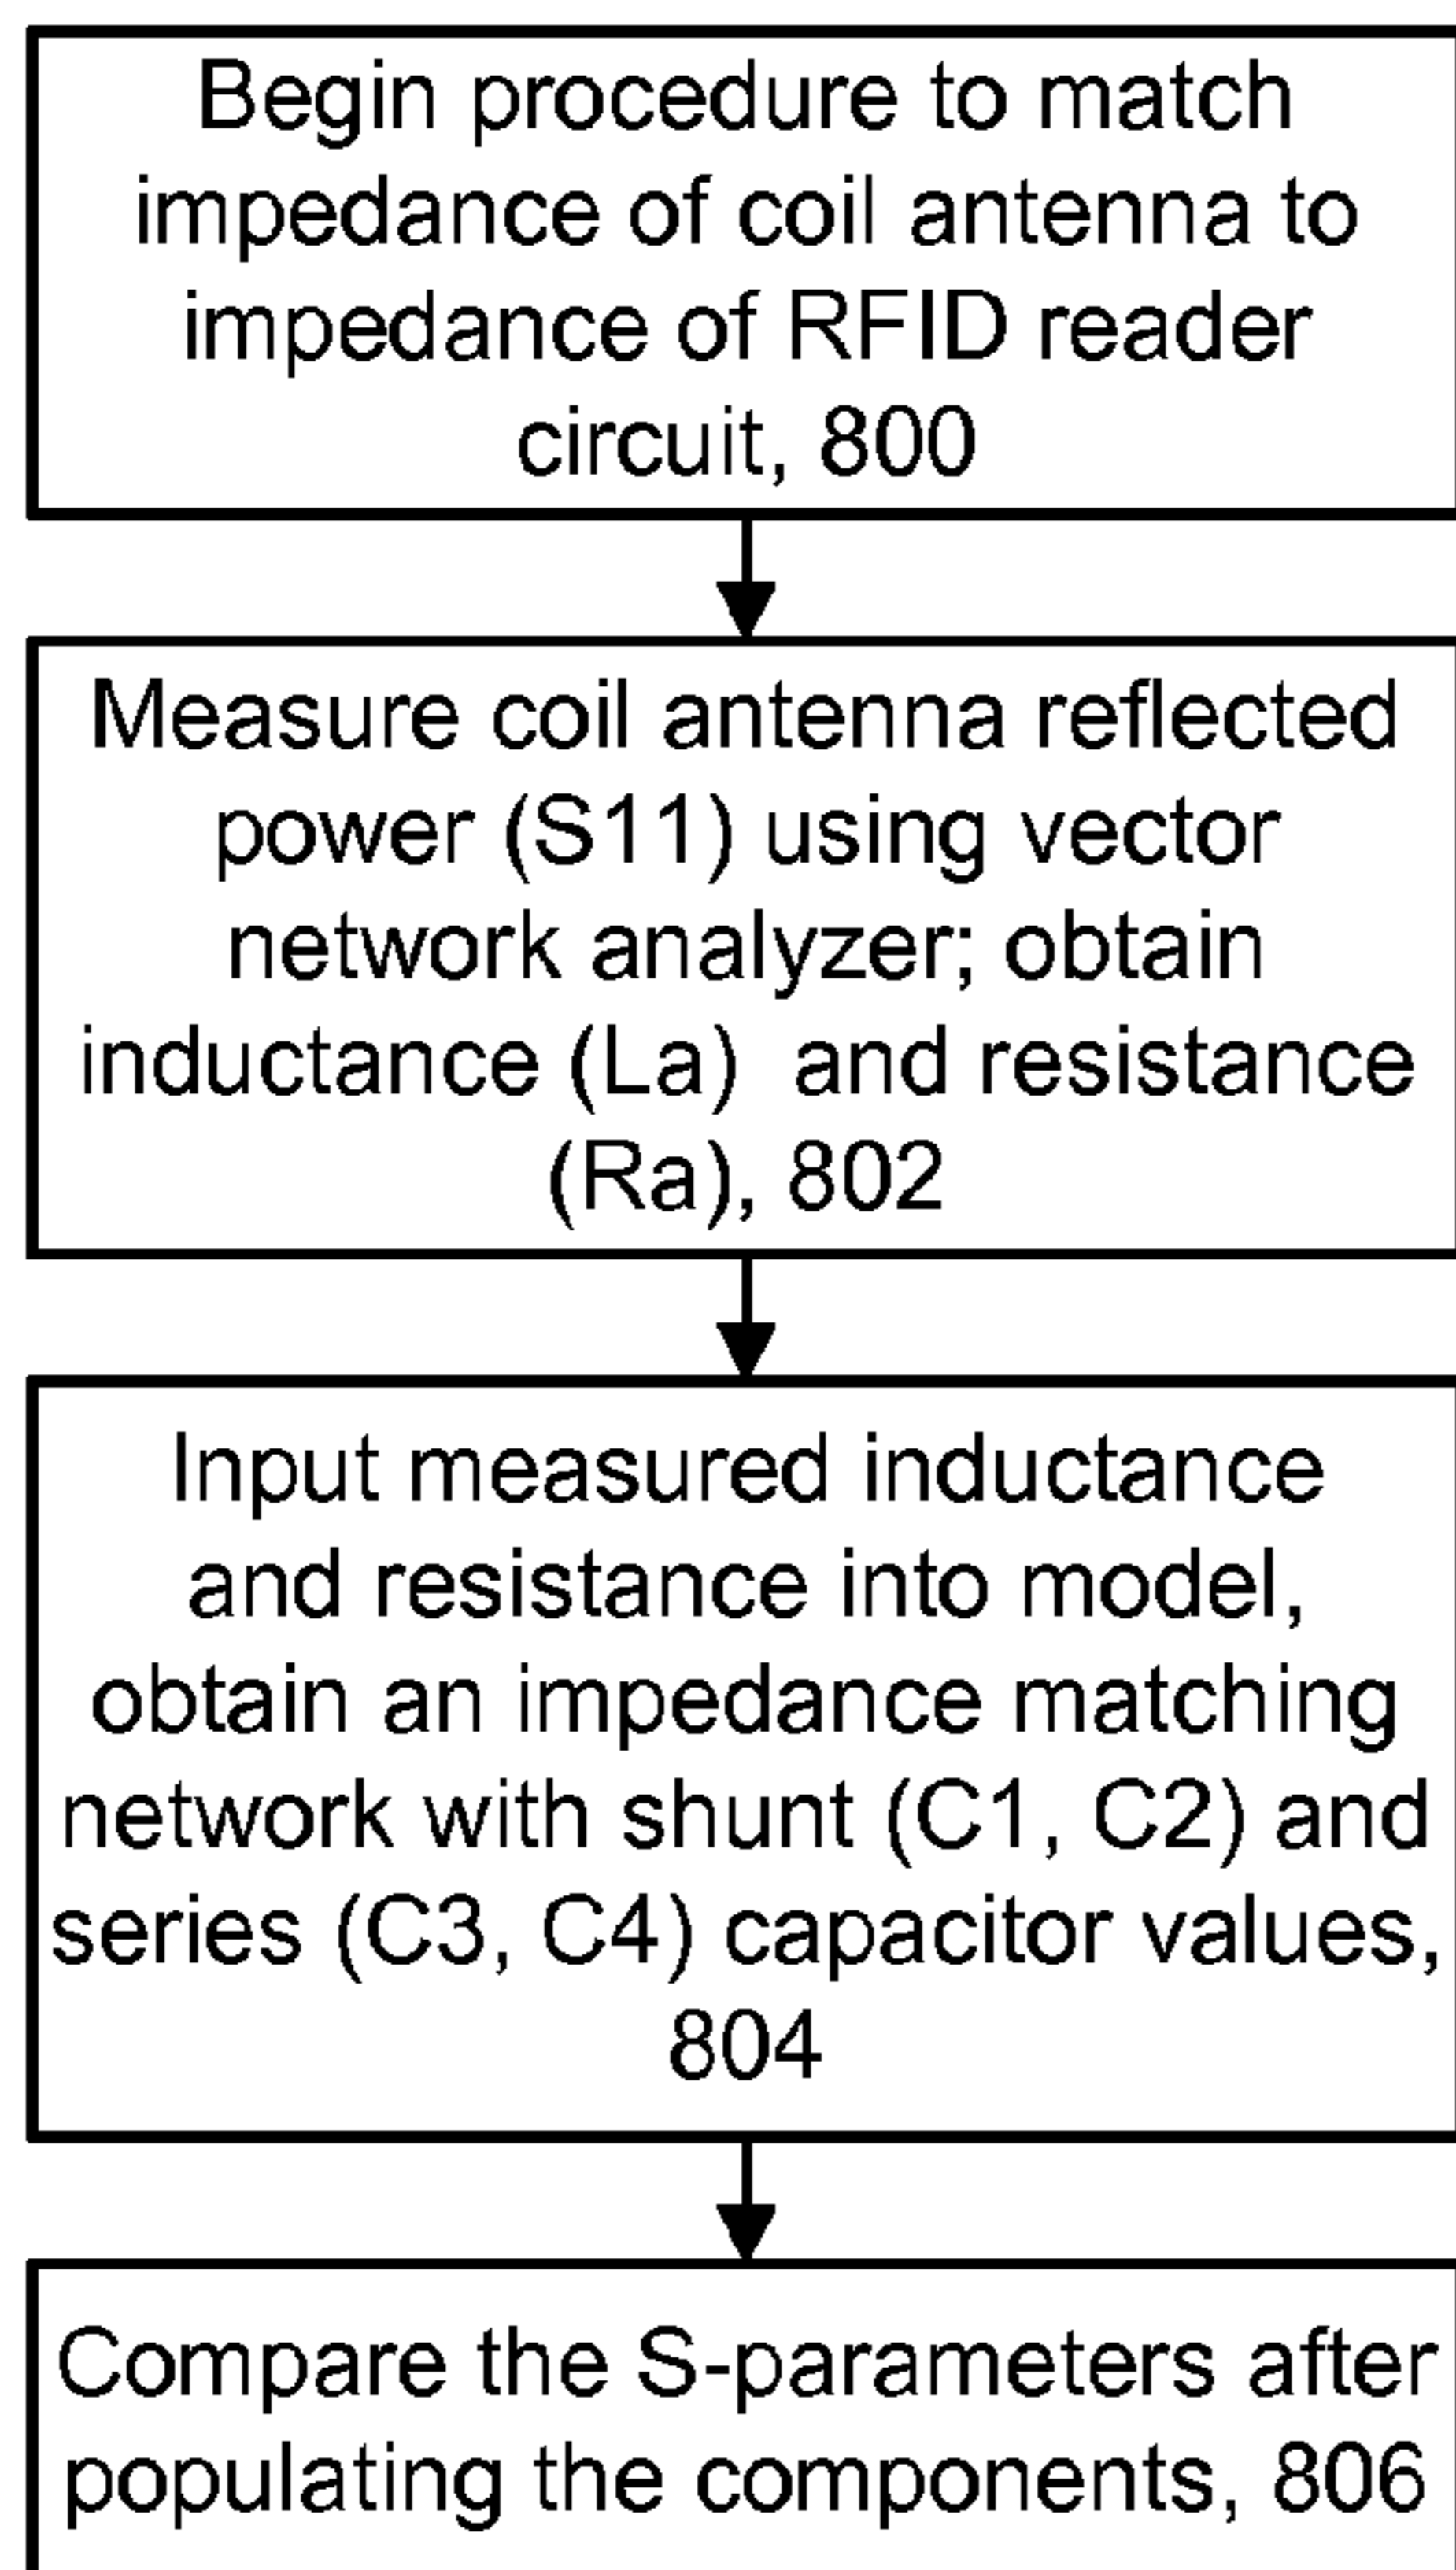 Begin procedure to match
impedance of coil antenna to
impedance of RFID reader
circuit, 800
Measure coil antenna reflected
power (S11) using vector
network analyzer; obtain
inductance (La) and resistance
(Ra), 802
Input measured inductance
and resistance into model,
obtain an impedance matching
network with shunt (C1, C2) and
series (C3, C4) capacitor values,
804
Compare the S-parameters after
populating the components, 806